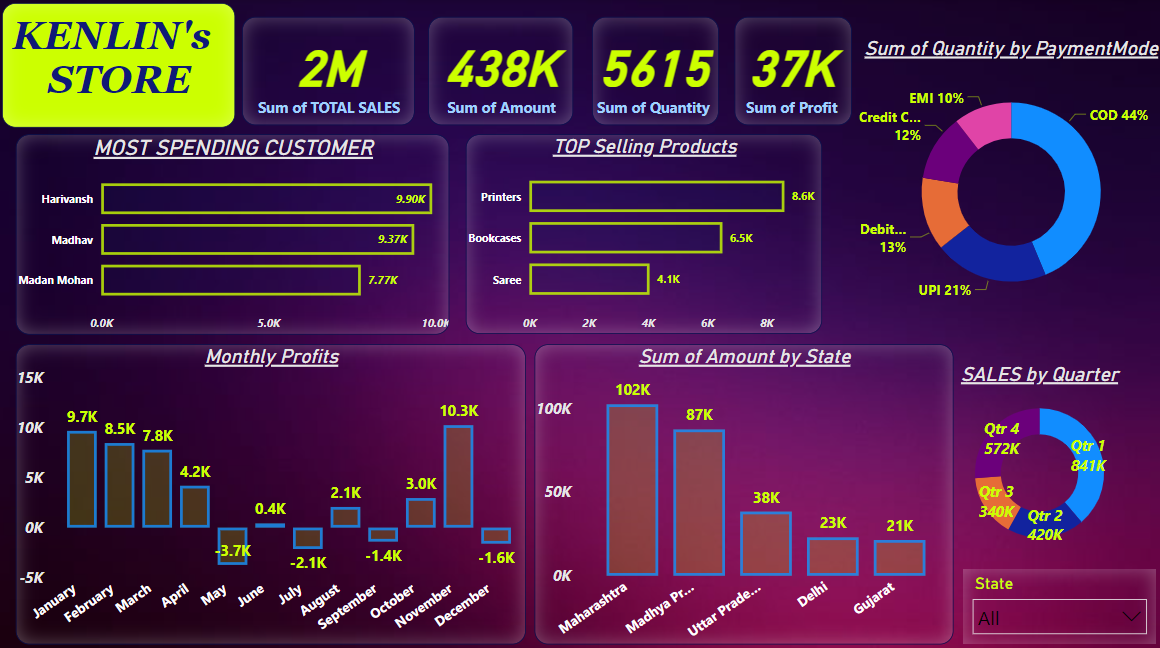 KENLIN's
STORE
2M
Sum of TOTAL SALES
438K
Sum of Amount
5615
Sum of Quantity
37K
Sum of Profit
Sum of Quantity by PaymentMode
EMI 10%
COD 44%
Credit C...
12%
Debit...
13%
UPI 21%
MOST SPENDING CUSTOMER
Harivansh
9.90K
Madhav
9.37K
Madan Mohan
7.77K
0.0K 5.0K 10.0K
TOP Selling Products
Printers
8.6K
Bookcases
6.5K
Saree
4.1K
0K 2K 4K 6K 8K
Monthly Profits
15K
10K
5K
0K
-5K
9.7K
8.5K
7.8K
4.2K
-3.7K
0.4K
-2.1K
2.1K
-1.4K
3.0K
10.3K
-1.6K
January
February
March
April
May
June
July
August
September
October
November
December
Sum of Amount by State
100K
50K
0K
102K
87K
38K
23K
21K
Maharashtra
Madhya Pr...
Uttar Prade...
Delhi
Gujarat
SALES by Quarter
Qtr 4
572K
Qtr 1
841K
Qtr 3
340K
Qtr 2
420K
State
All